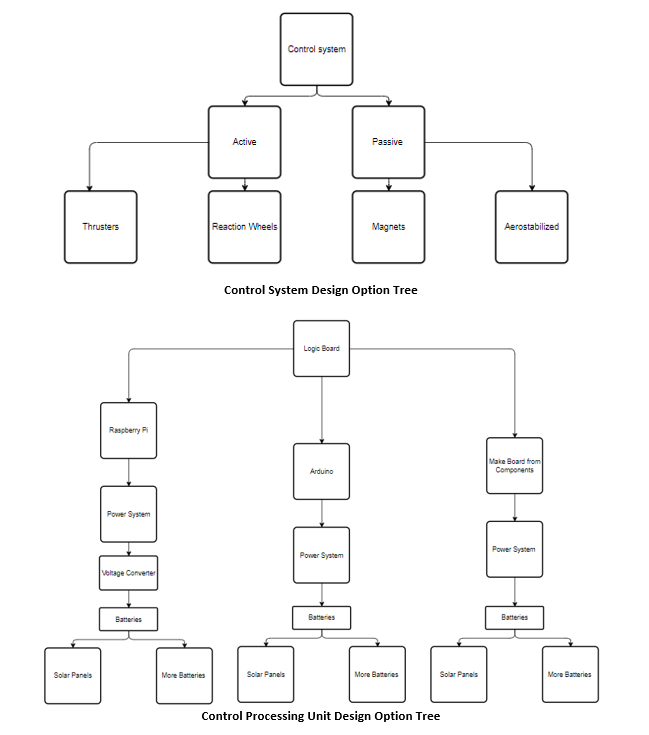 Control system
Active
Passive
Thrusters
Reaction Wheels
Magnets
Aerostabilized
Control System Design Option Tree
Logic Board
Raspberry Pi
Arduino
Make Board from
Components
Power System
Power System
Power System
Voltage Converter
Batteries
Batteries
Batteries
Solar Panels
More Batteries
Solar Panels
More Batteries
Solar Panels
More Batteries
Control Processing Unit Design Option Tree